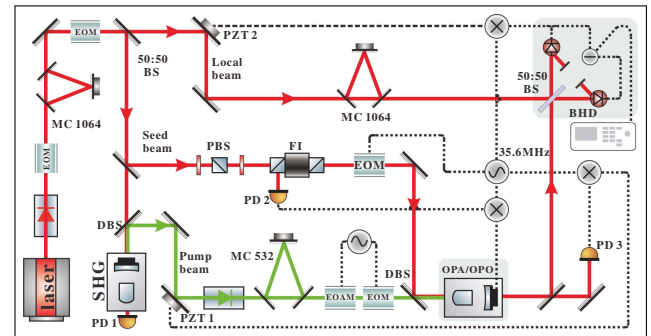 EOM
PZT 2
50:50
BS
Local
beam
MC 1064
MC 1064
50:50
BS
BHD
EOM
Seed
beam
PBS
FI
EOM
35.6MHz
PD 2
DBS
Pump
beam
MC 532
DBS
OPA/OPO
PD 3
laser
SHG
PD 1
PZT 1
EOAM
EOM